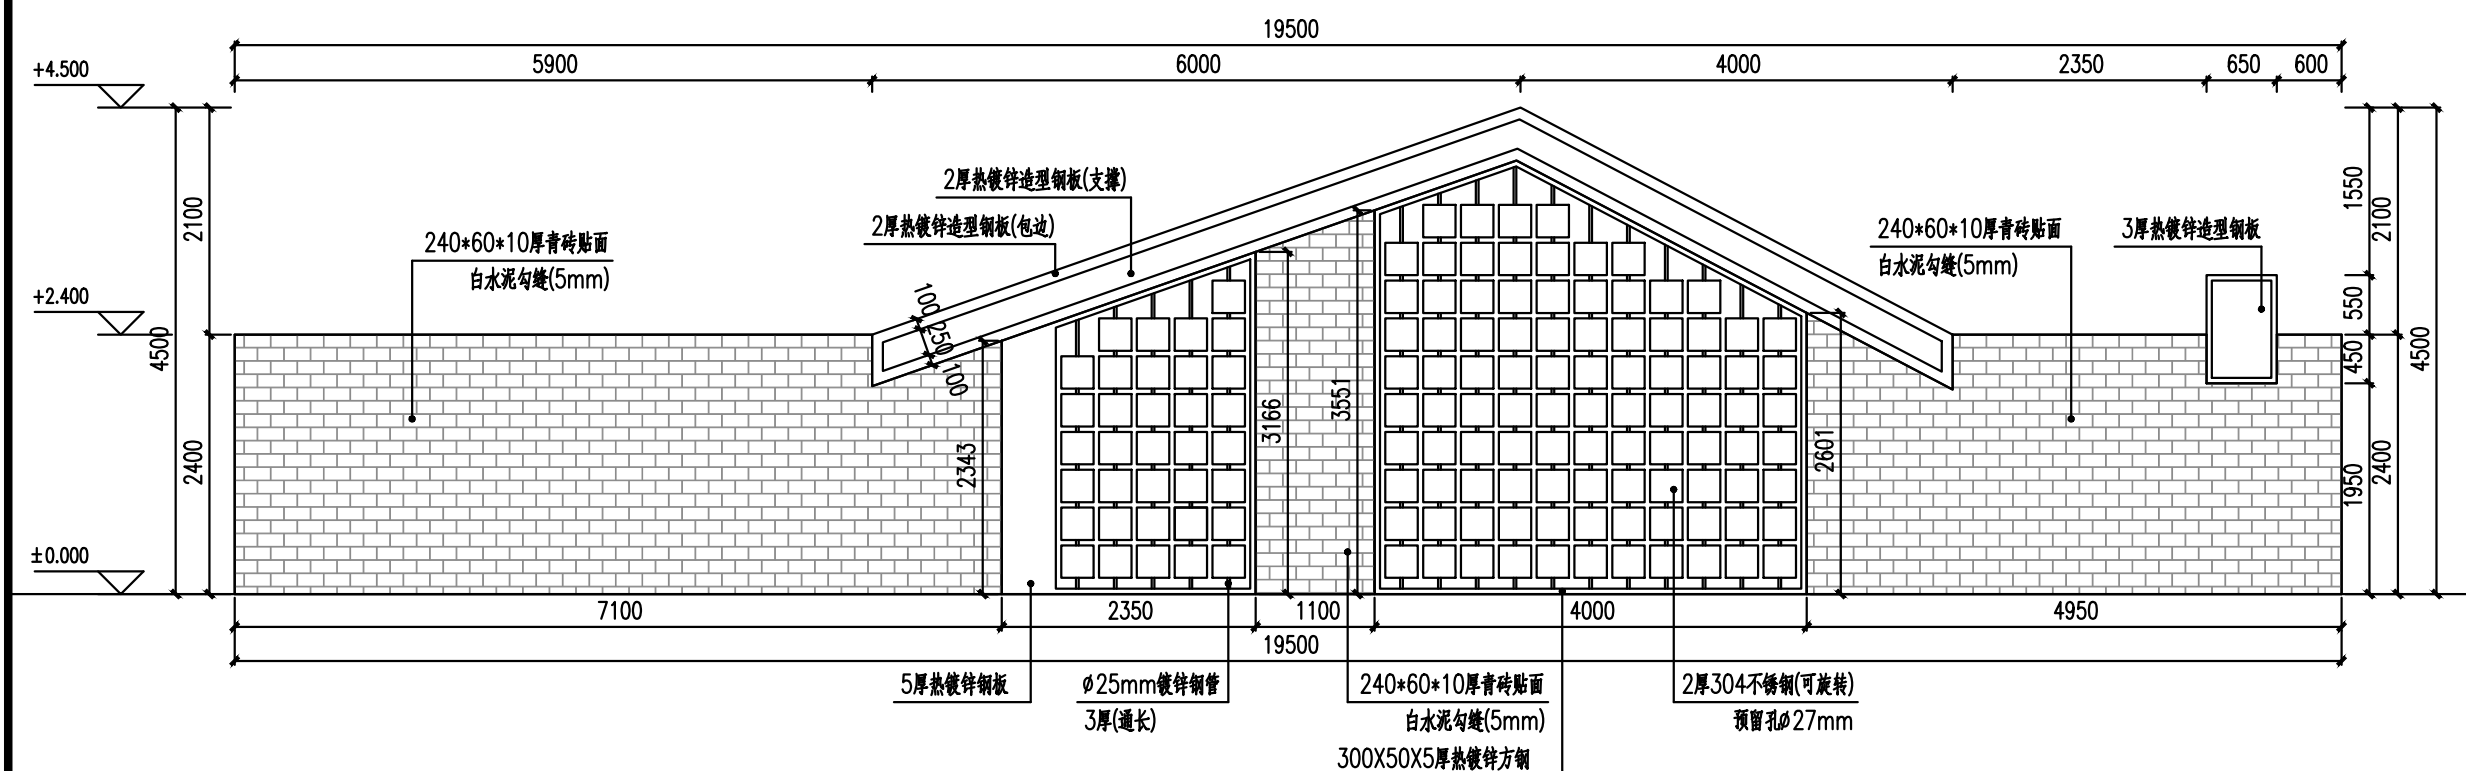 19500
5900 6000 4000 2350 650 600
+4.500
+2.400
±0.000
4500
2100
2400
240*60*10厚青砖贴面
白水泥勾缝(5mm)
2厚热镀锌造型钢板(支撑)
2厚热镀锌造型钢板(包边)
100
250
100
2343
3166
3551
2601
240*60*10厚青砖贴面
白水泥勾缝(5mm)
3厚热镀锌造型钢板
1550
550
450
1950
2100
2400
4500
7100 2350 1100 4000 4950
19500
5厚热镀锌钢板
ø25mm镀锌钢管
3厚(通长)
240*60*10厚青砖贴面
白水泥勾缝(5mm)
300X50X5厚热镀锌方钢
2厚304不锈钢(可旋转)
预留孔ø27mm